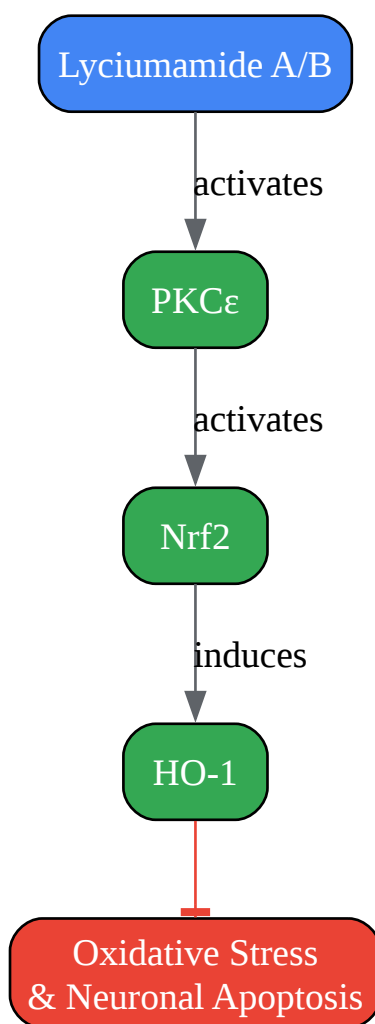 Lyciumamide A/B
activates
PKCε
activates
Nrf2
induces
HO-1
Oxidative Stress
& Neuronal Apoptosis